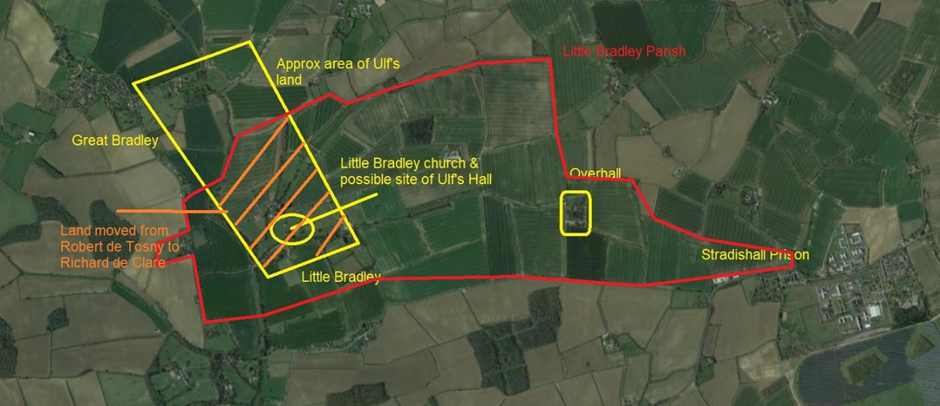 Little Bradley Parish
Approx area of Ulf's
land
Great Bradley
Little Bradley church &
possible site of Ulf's Hall
Overhall
Land moved from
Robert de Tosny to
Richard de Clare
Stradishall Prison
Little Bradley